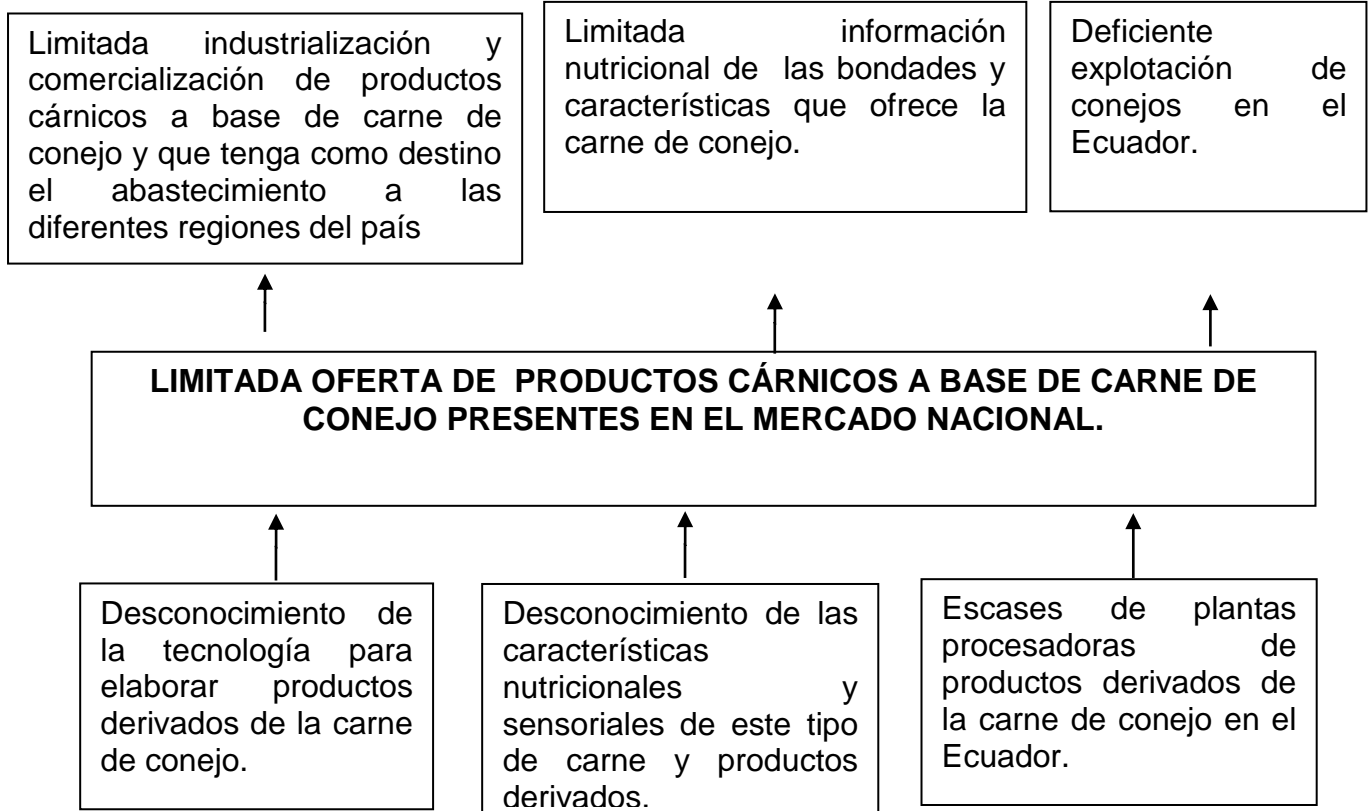 Limitada industrialización y
comercialización de productos
cárnicos a base de carne de
conejo y que tenga como destino
el abastecimiento a las
diferentes regiones del país
Limitada información
nutricional de las bondades y
características que ofrece la
carne de conejo.
Deficiente
explotación de
conejos en el
Ecuador.
LIMITADA OFERTA DE PRODUCTOS CÁRNICOS A BASE DE CARNE DE
CONEJO PRESENTES EN EL MERCADO NACIONAL.
Desconocimiento de
la tecnología para
elaborar productos
derivados de la carne
de conejo.
Desconocimiento de las
características
nutricionales y
sensoriales de este tipo
de carne y productos
derivados.
Escases de plantas
procesadoras de
productos derivados de
la carne de conejo en el
Ecuador.